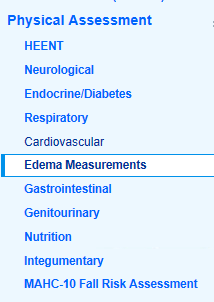 Physical Assessment
HEENT
Neurological
Endocrine/Diabetes
Respiratory
Cardiovascular
Edema Measurements
Gastrointestinal
Genitourinary
Nutrition
Integumentary
MAHC-10 Fall Risk Assessment